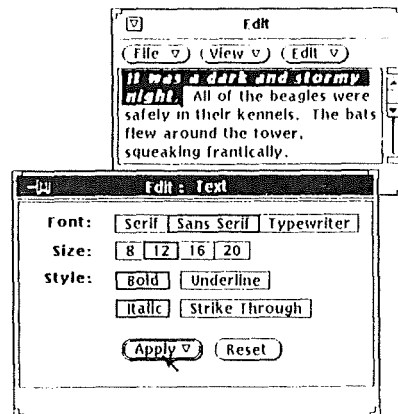 Edit
File View Edit
It was a dark and stormy
night. All of the beagles were
safely in their kennels. The bats
flew around the tower,
squeaking frantically.
Edit : Text
Font: Serif Sans Serif Typewriter
Size: 8 12 16 20
Style: Bold Underline
Italic Strike Through
Apply Reset